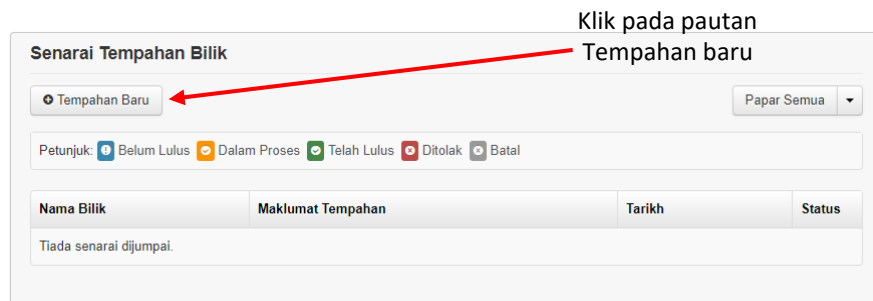 Klik pada pautan
Tempahan baru
Senarai Tempahan Bilik
Tempahan Baru
Papar Semua
Petunjuk: Belum Lulus Dalam Proses Telah Lulus Ditolak Batal
Nama Bilik Maklumat Tempahan Tarikh Status
Tiada senarai dijumpai.